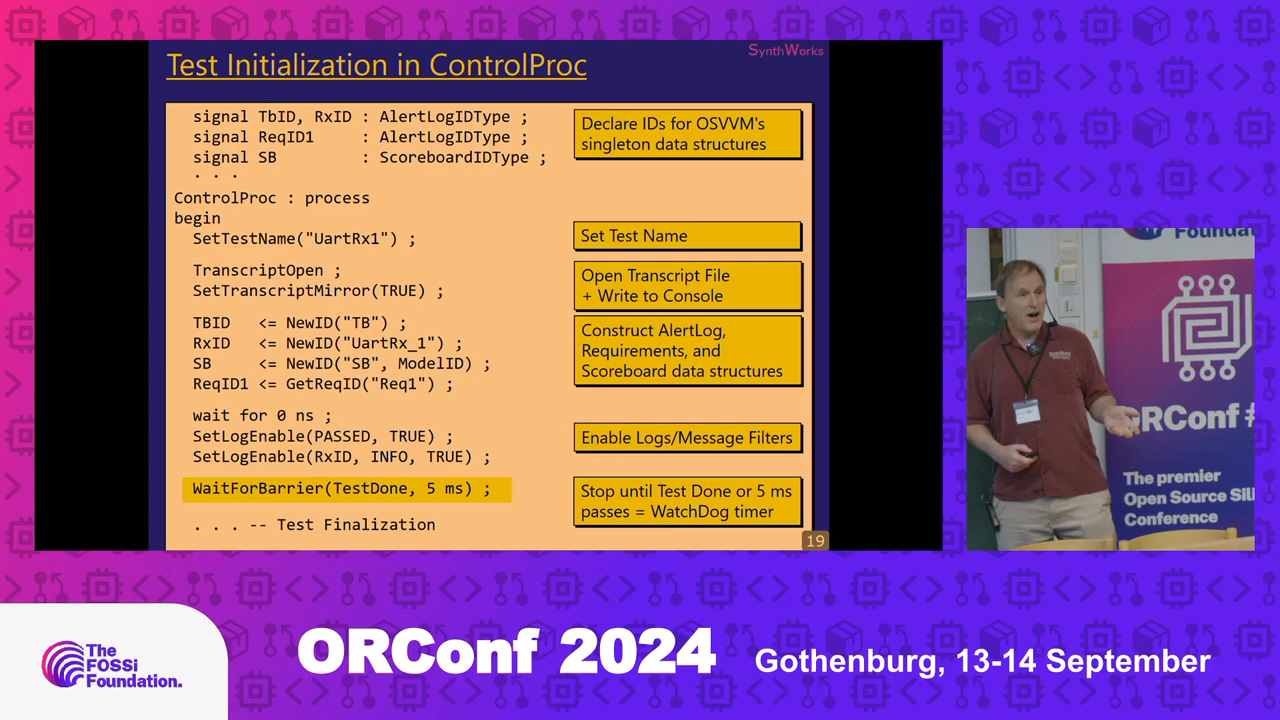 SynthWorks
Test Initialization in ControlProc
signal TbID, RxID : AlertLogIDType ;
signal ReqID1 : AlertLogIDType ;
signal SB : ScoreboardIDType ;
. . .
Declare IDs for OSVVM's
singleton data structures
ControlProc : process
begin
SetTestName("UartRx1") ;
Set Test Name
TranscriptOpen ;
SetTranscriptMirror(TRUE) ;
Open Transcript File
+ Write to Console
TBID <= NewID("TB") ;
RxID <= NewID("UartRx_1") ;
SB <= NewID("SB", ModelID) ;
ReqID1 <= GetReqID("Req1") ;
Construct AlertLog,
Requirements, and
Scoreboard data structures
wait for 0 ns ;
SetLogEnable(PASSED, TRUE) ;
SetLogEnable(RxID, INFO, TRUE) ;
Enable Logs/Message Filters
WaitForBarrier(TestDone, 5 ms) ;
Stop until Test Done or 5 ms
passes = WatchDog timer
. . . -- Test Finalization
19
Foundat
ORConf #
The premier
Open Source Sili
Conference
The
FOSSi
Foundation.
ORConf 2024
Gothenburg, 13-14 September